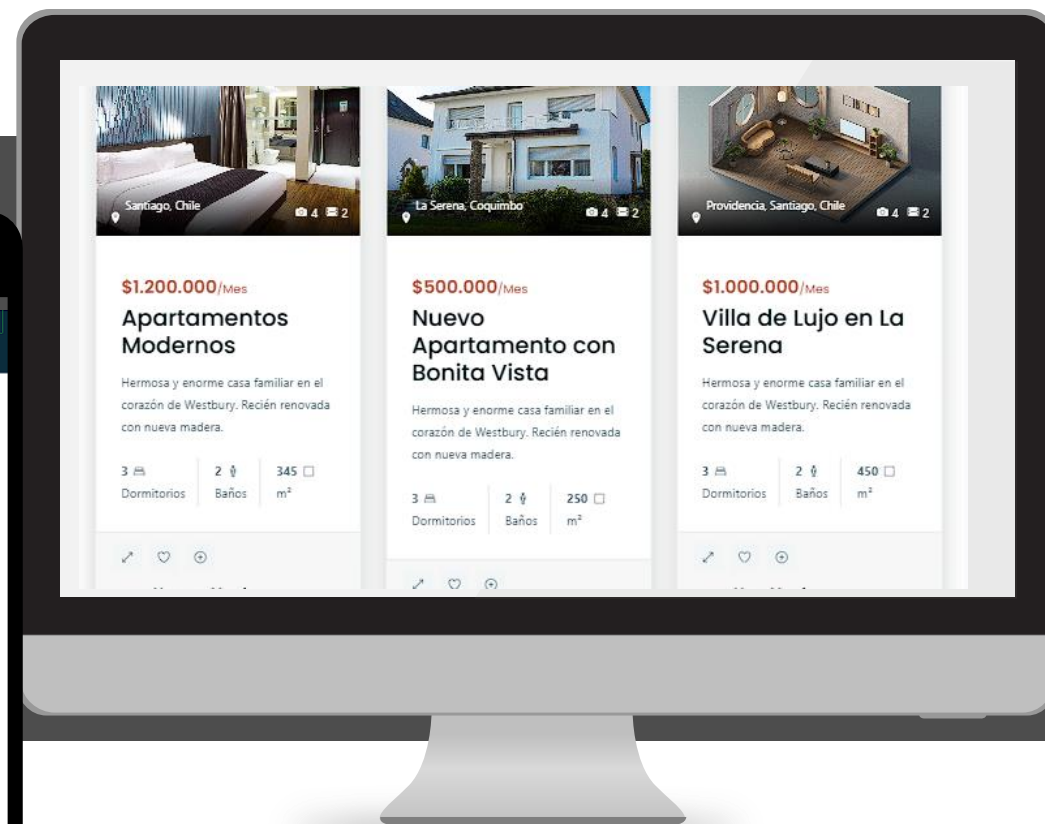 Santiago, Chile
4 2
$1.200.000/Mes
Apartamentos
Modernos
Hermosa y enorme casa familiar en el
corazón de Westbury. Recién renovada
con nueva madera.
3
2
345
Dormitorios
Baños
m²
La Serena, Coquimbo
4 2
$500.000/Mes
Nuevo
Apartamento con
Bonita Vista
Hermosa y enorme casa familiar en el
corazón de Westbury. Recién renovada
con nueva madera.
3
2
250
Dormitorios
Baños
m²
Providencia, Santiago, Chile
4 2
$1.000.000/Mes
Villa de Lujo en La
Serena
Hermosa y enorme casa familiar en el
corazón de Westbury. Recién renovada
con nueva madera.
3
2
450
Dormitorios
Baños
m²